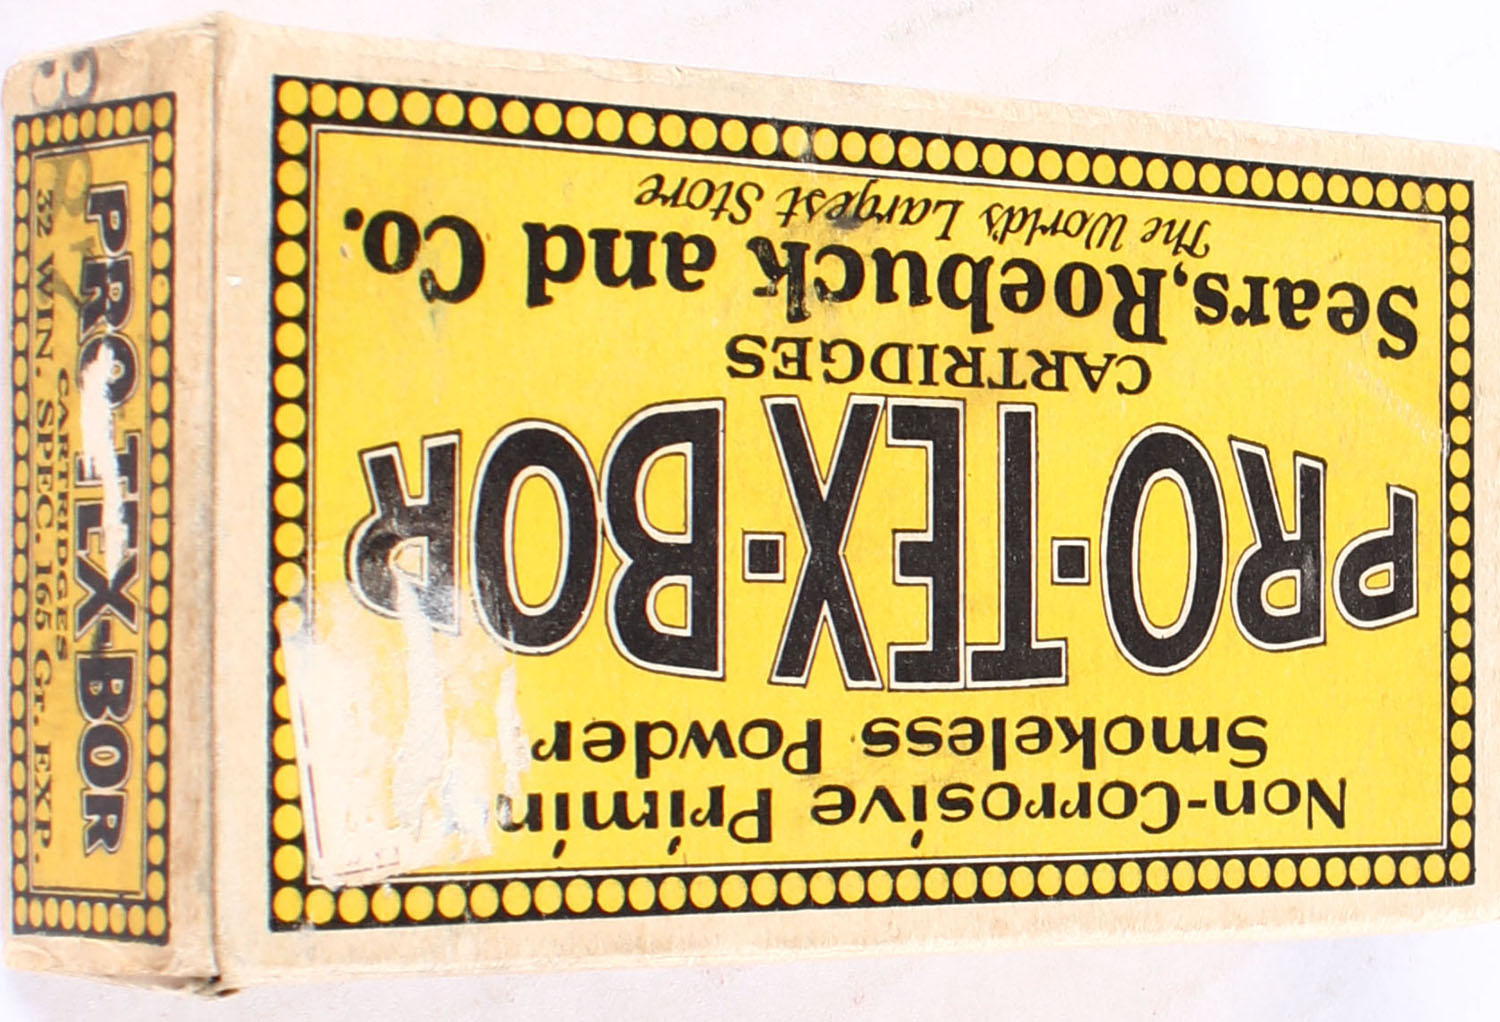 Non-Corrosive Primin
Smokeless Powder
PRO-TEX-BOR
CARTRIDGES
Sears, Roebuck and Co.
The World's Largest Store
PRO-TEX-BOR
CARTRIDGES
32 WIN. SPEC. 165 Gr. EXP.